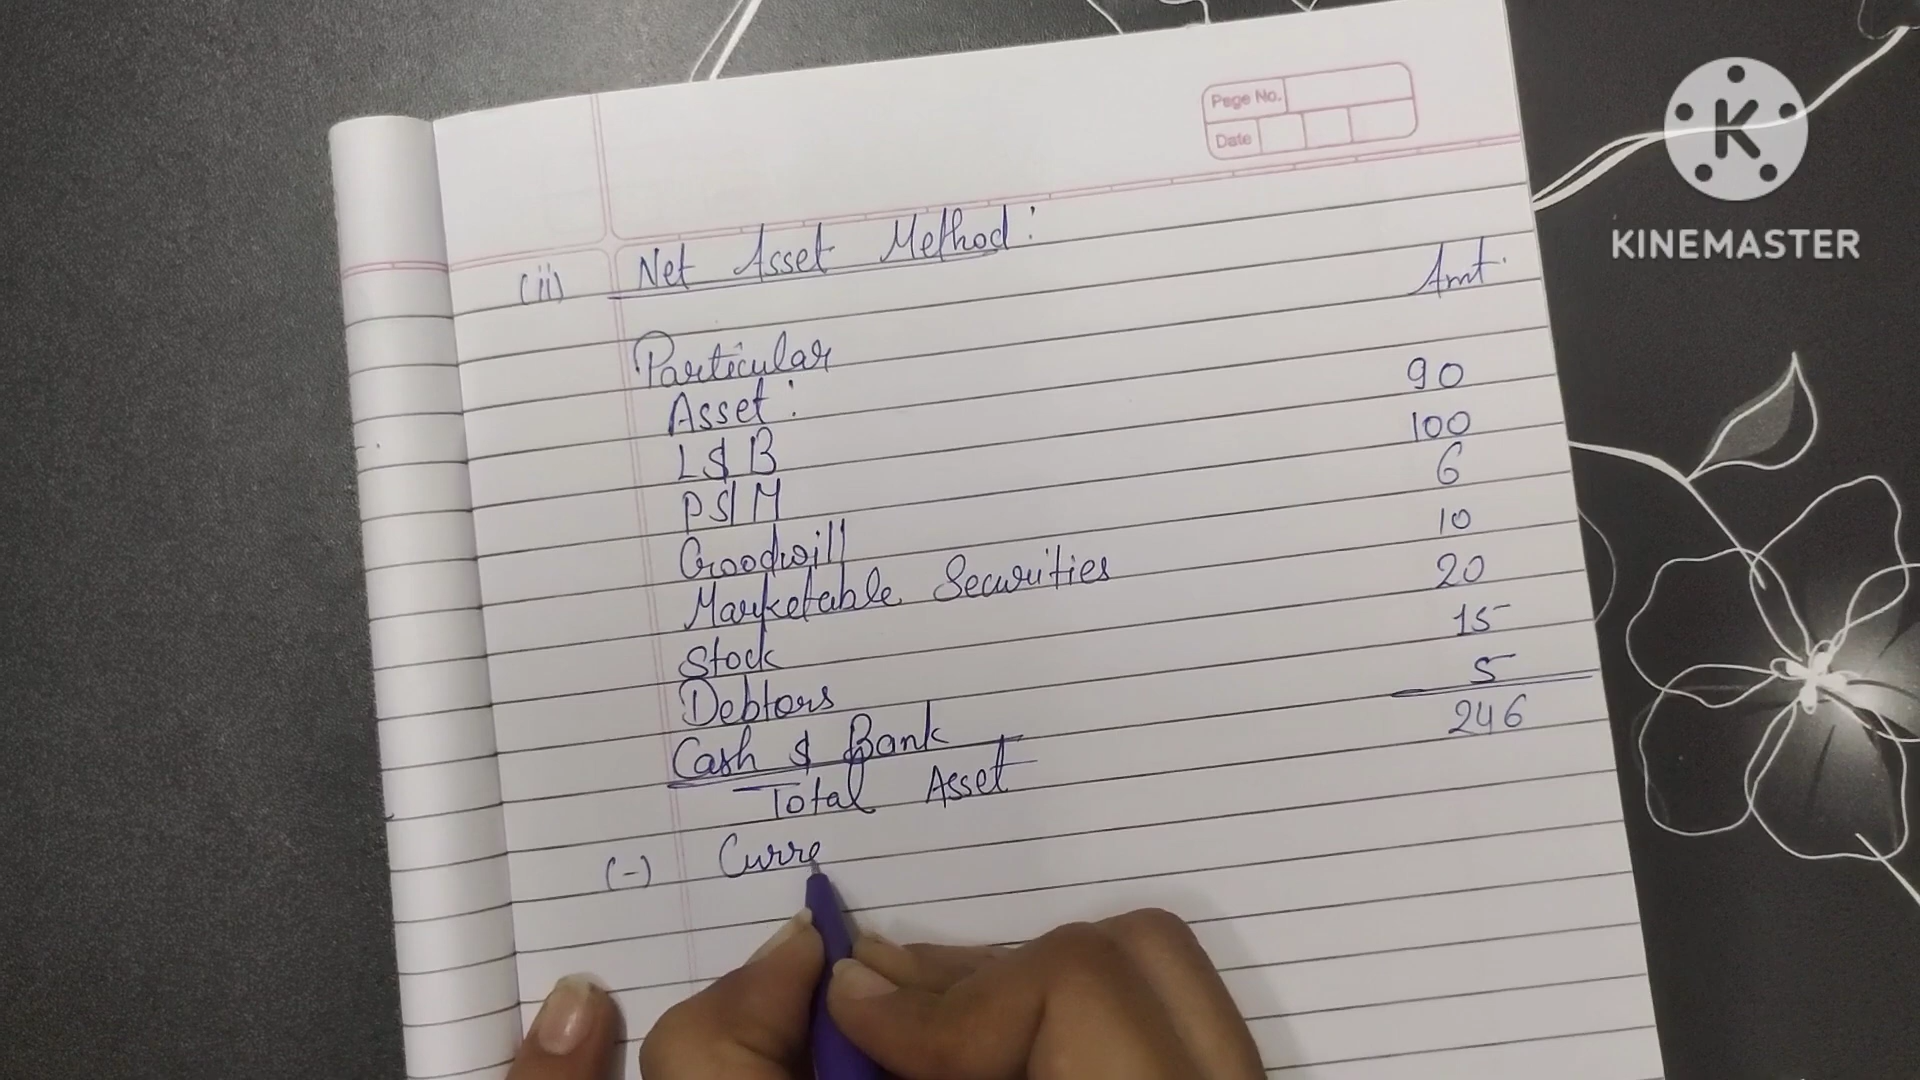 Page No.
Date
K
KINEMASTER
(ii) Net Asset Method:
Particular Amt.
Asset:
L & B 90
P & M 100
Goodwill 6
Marketable Securities 10
Stock 20
Debtors 15
Cash & Bank 5
Total Asset 246
(-) Curre